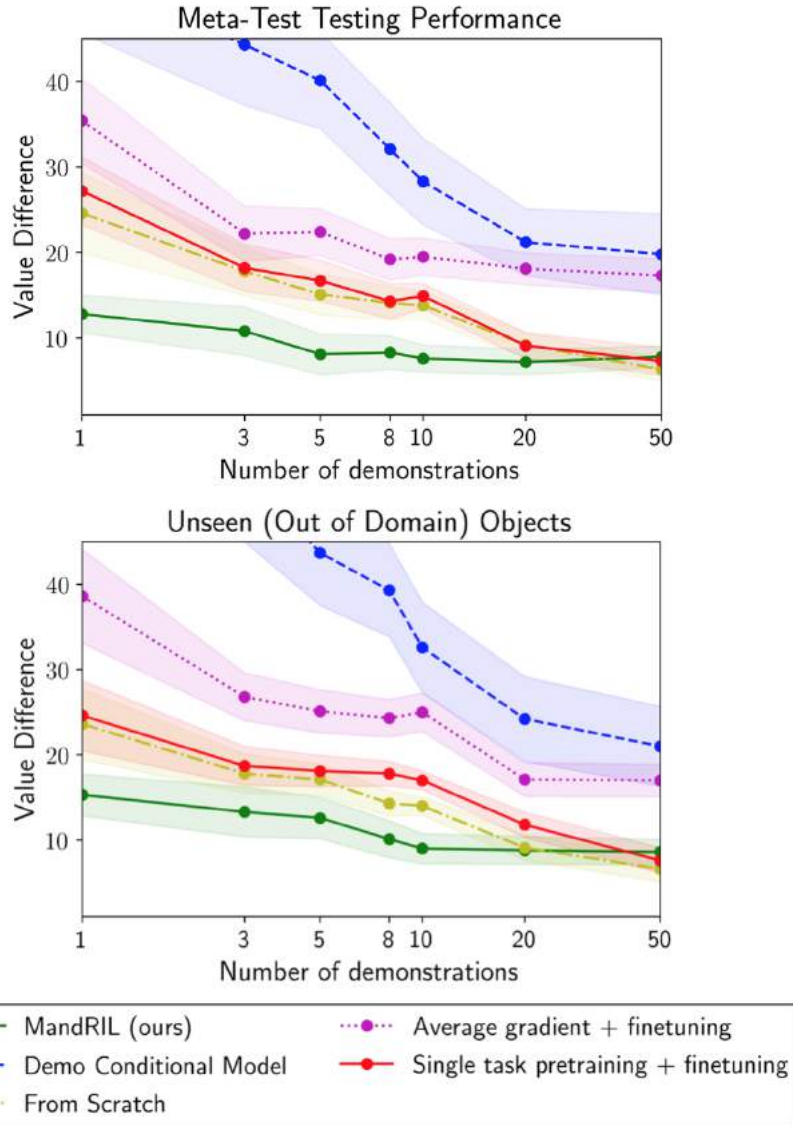 Meta-Test Testing Performance
40
30
20
10
Value Difference
1 3 5 8 10 20 50
Number of demonstrations
Unseen (Out of Domain) Objects
40
30
20
10
Value Difference
1 3 5 8 10 20 50
Number of demonstrations
MandRIL (ours)
Demo Conditional Model
From Scratch
Average gradient + finetuning
Single task pretraining + finetuning